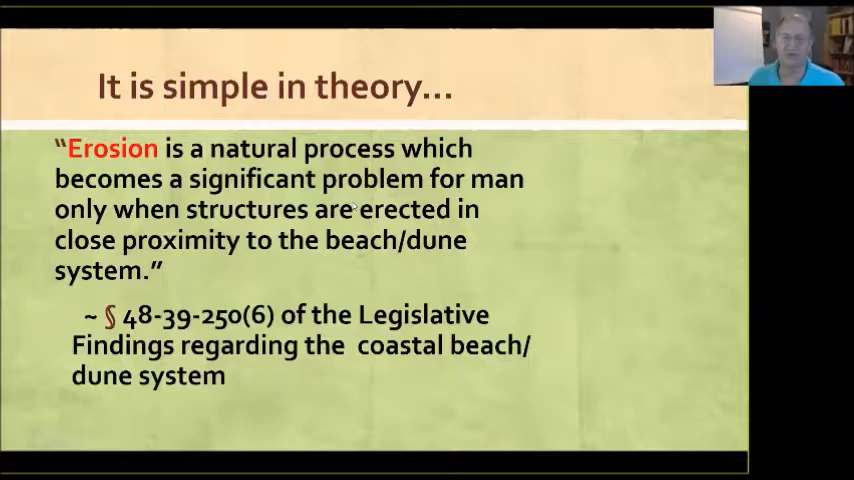 It is simple in theory...
“Erosion is a natural process which
becomes a significant problem for man
only when structures are erected in
close proximity to the beach/dune
system.”
~ § 48-39-250(6) of the Legislative
Findings regarding the coastal beach/
dune system